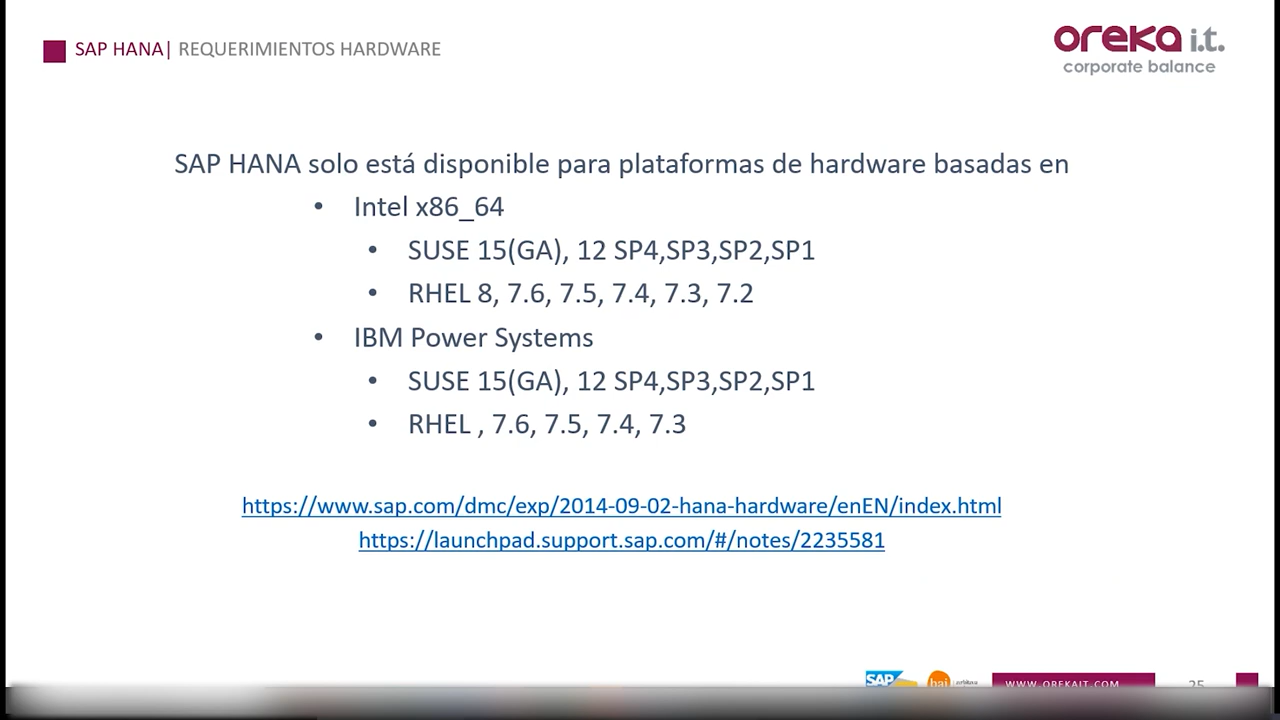 SAP HANA| REQUERIMIENTOS HARDWARE
oreka i.t.
corporate balance
SAP HANA solo está disponible para plataformas de hardware basadas en
• Intel x86_64
• SUSE 15(GA), 12 SP4,SP3,SP2,SP1
• RHEL 8, 7.6, 7.5, 7.4, 7.3, 7.2
• IBM Power Systems
• SUSE 15(GA), 12 SP4,SP3,SP2,SP1
• RHEL , 7.6, 7.5, 7.4, 7.3
https://www.sap.com/dmc/exp/2014-09-02-hana-hardware/enEN/index.html
https://launchpad.support.sap.com/#/notes/2235581
SAP
bai
WWW.OREKAIT.COM
25